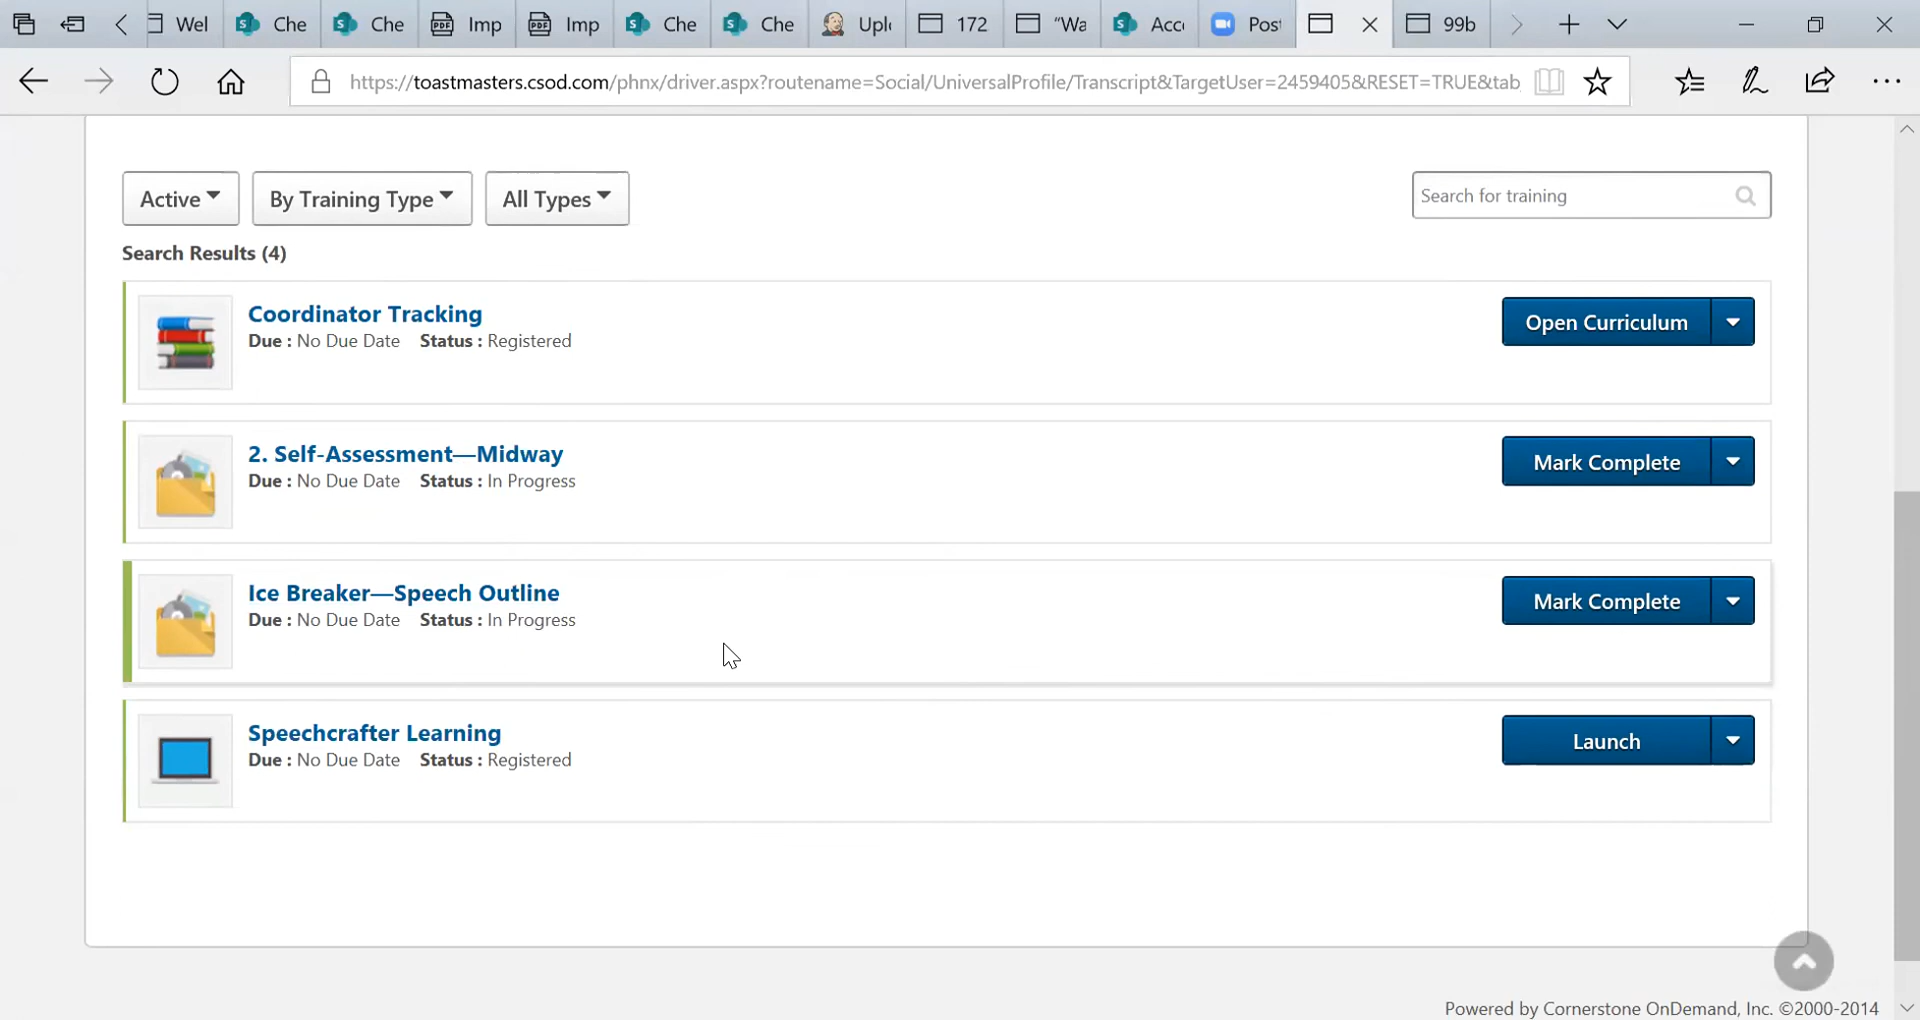 Wel Che Che Imp Imp Che Che Uplo 172 "Wa Acc Post 99b
https://toastmasters.csod.com/phnx/driver.aspx?routename=Social/UniversalProfile/Transcript&TargetUser=2459405&RESET=TRUE&tab
Active By Training Type All Types Search for training
Search Results (4)
Coordinator Tracking Open Curriculum
Due : No Due Date Status : Registered
2. Self-Assessment—Midway Mark Complete
Due : No Due Date Status : In Progress
Ice Breaker—Speech Outline Mark Complete
Due : No Due Date Status : In Progress
Speechcrafter Learning Launch
Due : No Due Date Status : Registered
Powered by Cornerstone OnDemand, Inc. ©2000-2014